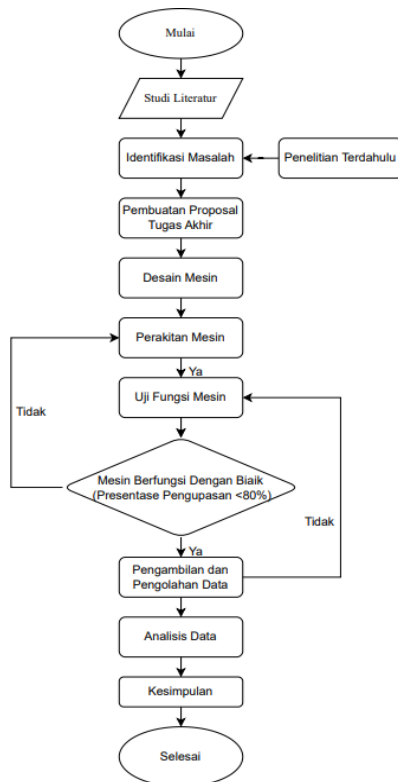 Mulai
Studi Literatur
Identifikasi Masalah
Penelitian Terdahulu
Pembuatan Proposal
Tugas Akhir
Desain Mesin
Perakitan Mesin
Ya
Tidak
Uji Fungsi Mesin
Mesin Berfungsi Dengan Biaik
(Presentase Pengupasan <80%)
Tidak
Ya
Pengambilan dan
Pengolahan Data
Analisis Data
Kesimpulan
Selesai